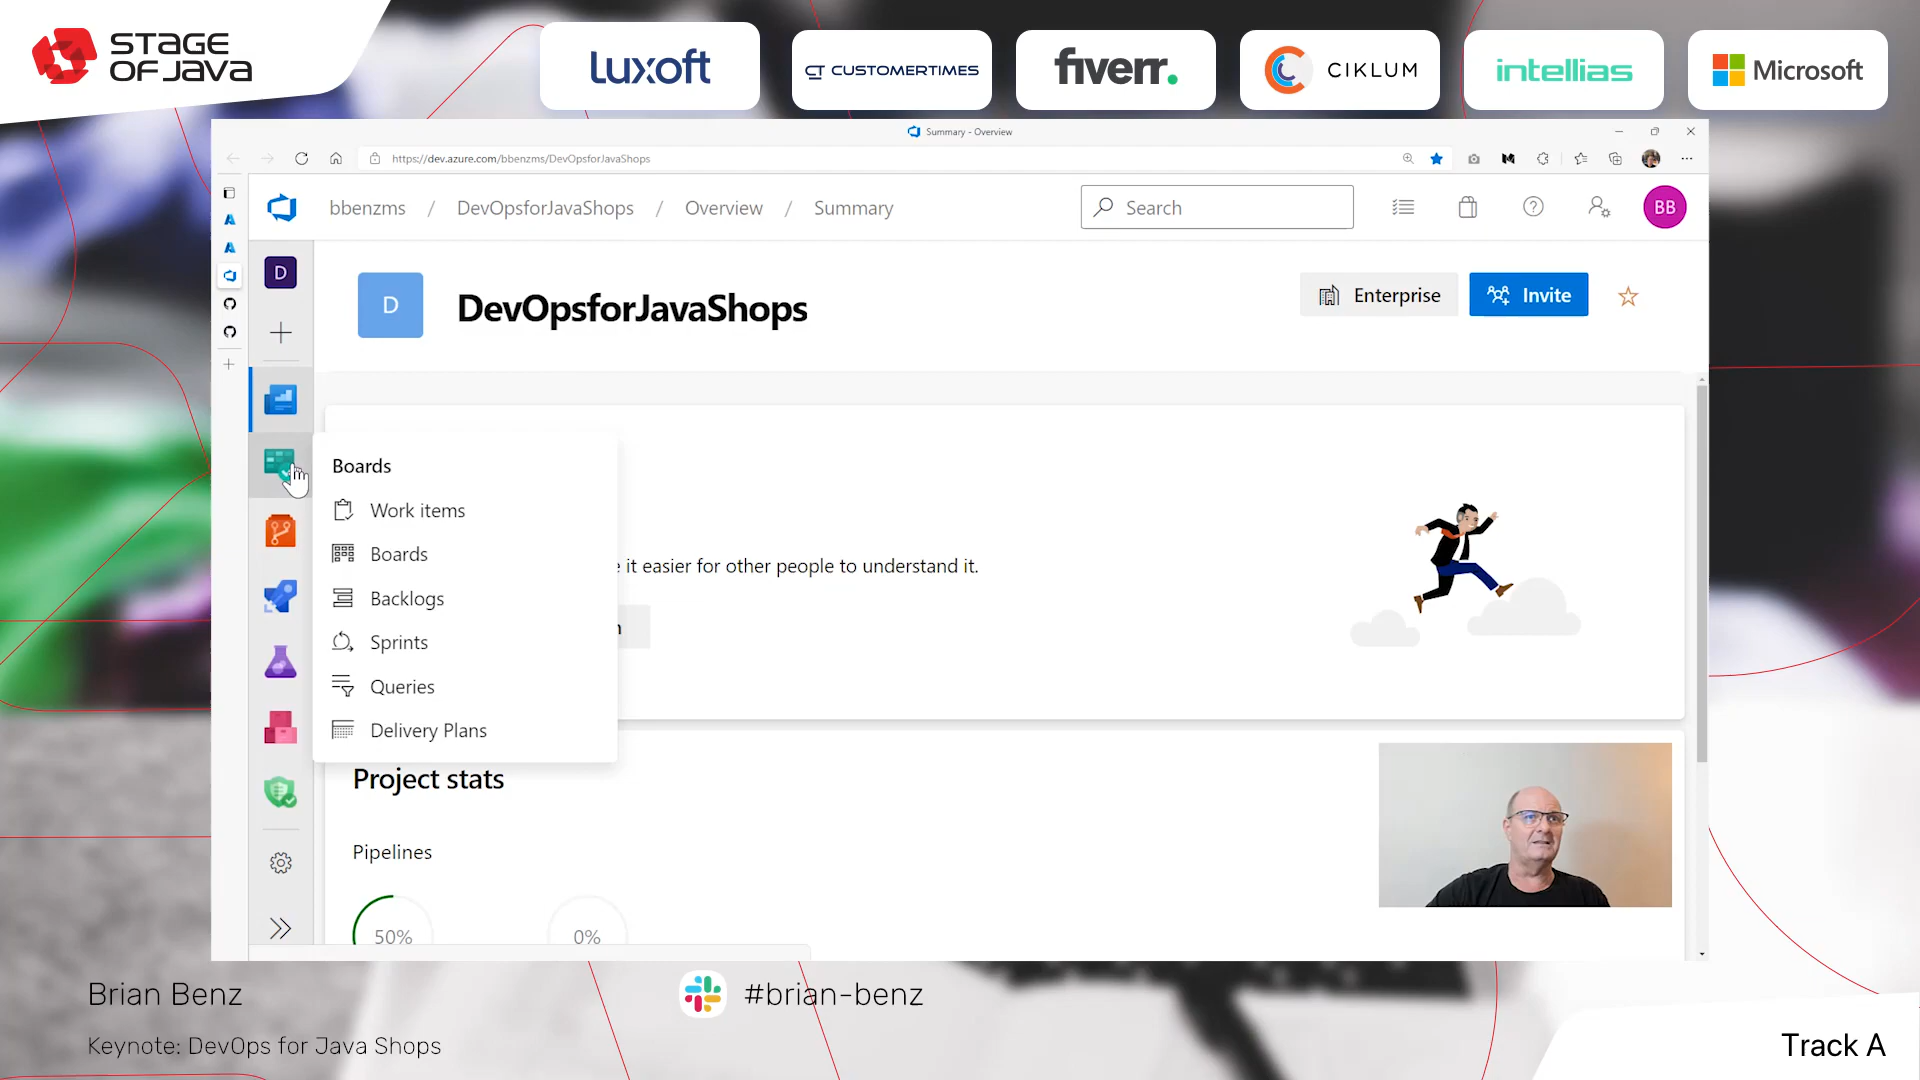 STAGE
OF JAVA
luxoft
CT CUSTOMERTIMES
fiverr.
CIKLUM
intellias
Microsoft
Summary - Overview
https://dev.azure.com/bbenzms/DevOpsforJavaShops
bbenzms / DevOpsforJavaShops / Overview / Summary
Search
BB
D
D
DevOpsforJavaShops
Enterprise
Invite
Boards
Work items
Boards
Backlogs
Sprints
Queries
Delivery Plans
it easier for other people to understand it.
Project stats
Pipelines
50%
0%
Brian Benz
#brian-benz
Keynote: DevOps for Java Shops
Track A